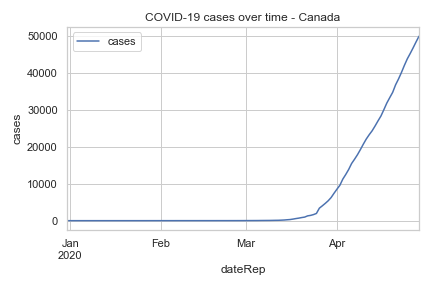 COVID-19 cases over time - Canada
cases
50000
40000
30000
20000
10000
0
cases
Jan
2020
Feb
Mar
Apr
dateRep